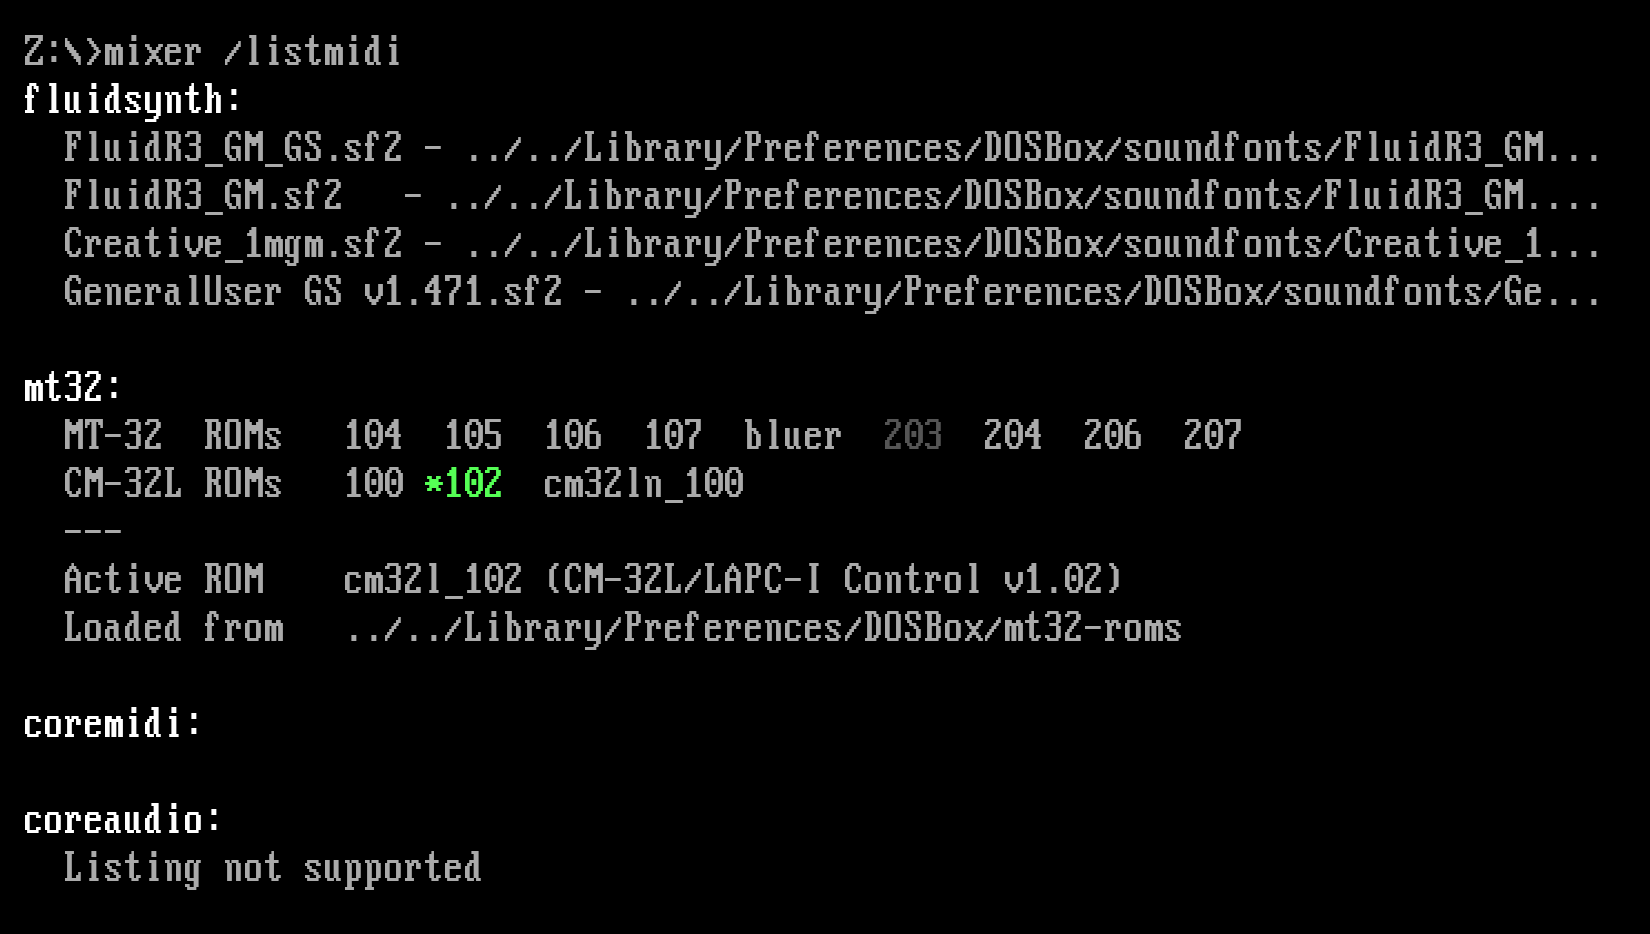 Z:\>mixer /listmidi
fluidsynth:
  FluidR3_GM_GS.sf2 - ../../Library/Preferences/DOSBox/soundfonts/FluidR3_GM...
  FluidR3_GM.sf2   - ../../Library/Preferences/DOSBox/soundfonts/FluidR3_GM....
  Creative_1mgm.sf2 - ../../Library/Preferences/DOSBox/soundfonts/Creative_1...
  GeneralUser GS v1.471.sf2 - ../../Library/Preferences/DOSBox/soundfonts/Ge...
mt32:
  MT-32  ROMs   104  105  106  107  bluer  203  204  206  207
  CM-32L ROMs   100 *102  cm32ln_100
  ---
  Active ROM    cm32l_102 (CM-32L/LAPC-I Control v1.02)
  Loaded from   ../../Library/Preferences/DOSBox/mt32-roms
coremidi:
coreaudio:
  Listing not supported